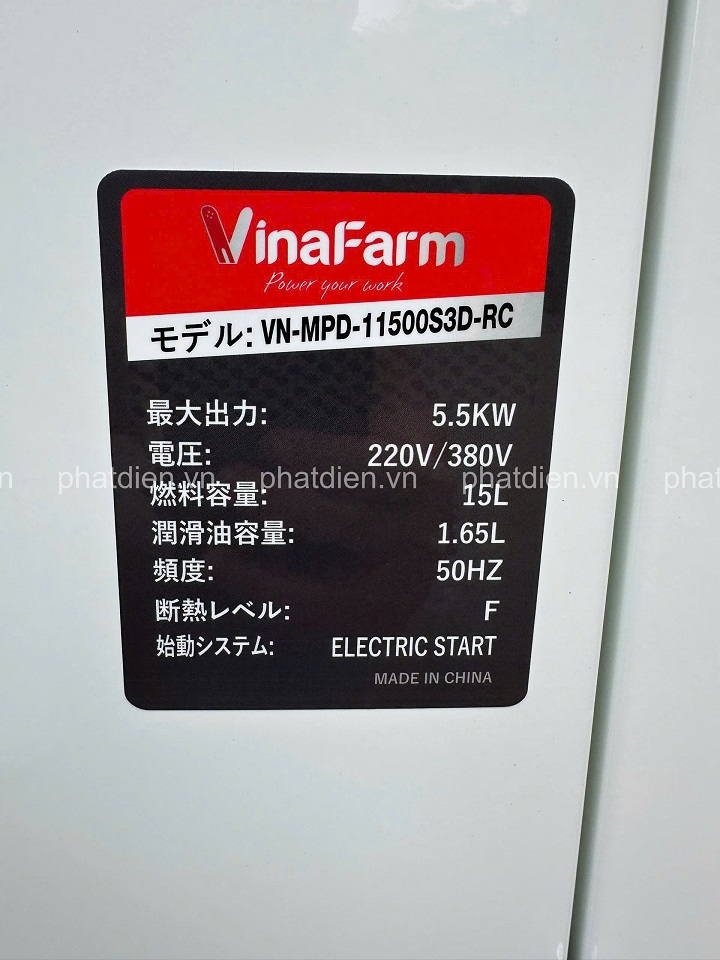 VinaFarm
Power your work
モデル: VN-MPD-11500S3D-RC
最大出力: 5.5KW
電圧: 220V/380V
phatdien.vn phatdien.vn phatdien.vn
燃料容量: 15L
潤滑油容量: 1.65L
頻度: 50HZ
断熱レベル: F
始動システム: ELECTRIC START
MADE IN CHINA